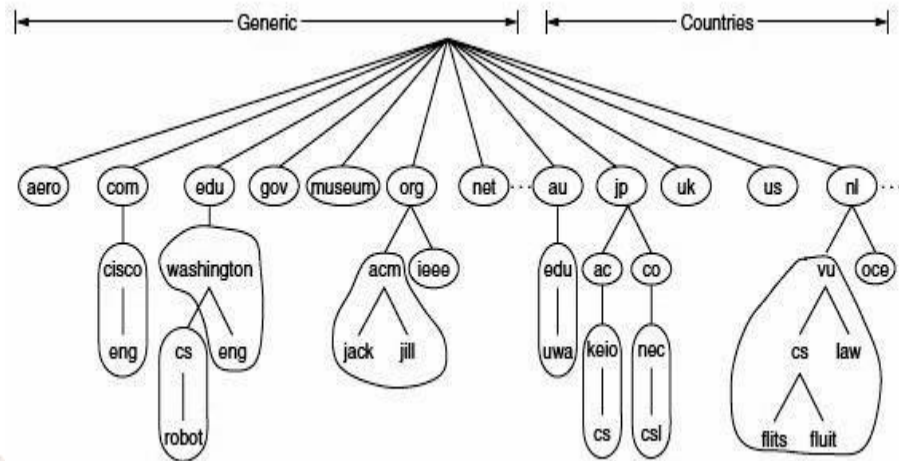 Generic Countries
aero com edu gov museum org net au jp uk us nl
cisco washington acm ieee edu ac co vu oce
eng cs eng jack jill uwa keio nec cs law
robot cs csl flits fluit